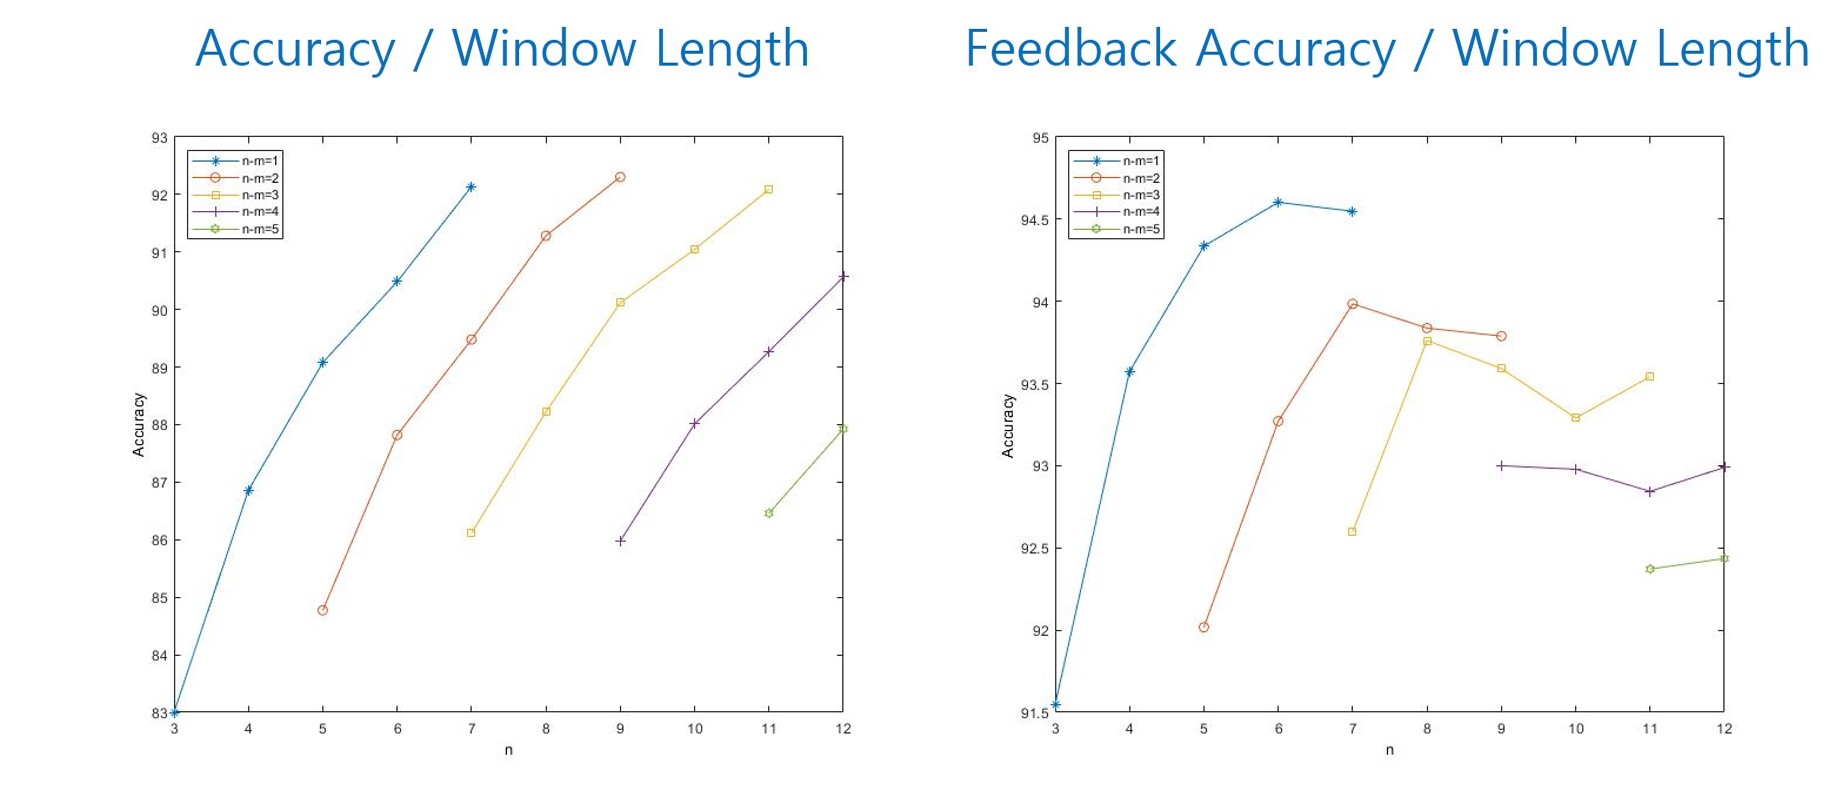 Accuracy / Window Length
Feedback Accuracy / Window Length
93
92
91
90
89
88
87
86
85
84
83
Accuracy
n-m=1
n-m=2
n-m=3
n-m=4
n-m=5
3 4 5 6 7 8 9 10 11 12
n
95
94.5
94
93.5
93
92.5
92
91.5
Accuracy
n-m=1
n-m=2
n-m=3
n-m=4
n-m=5
3 4 5 6 7 8 9 10 11 12
n